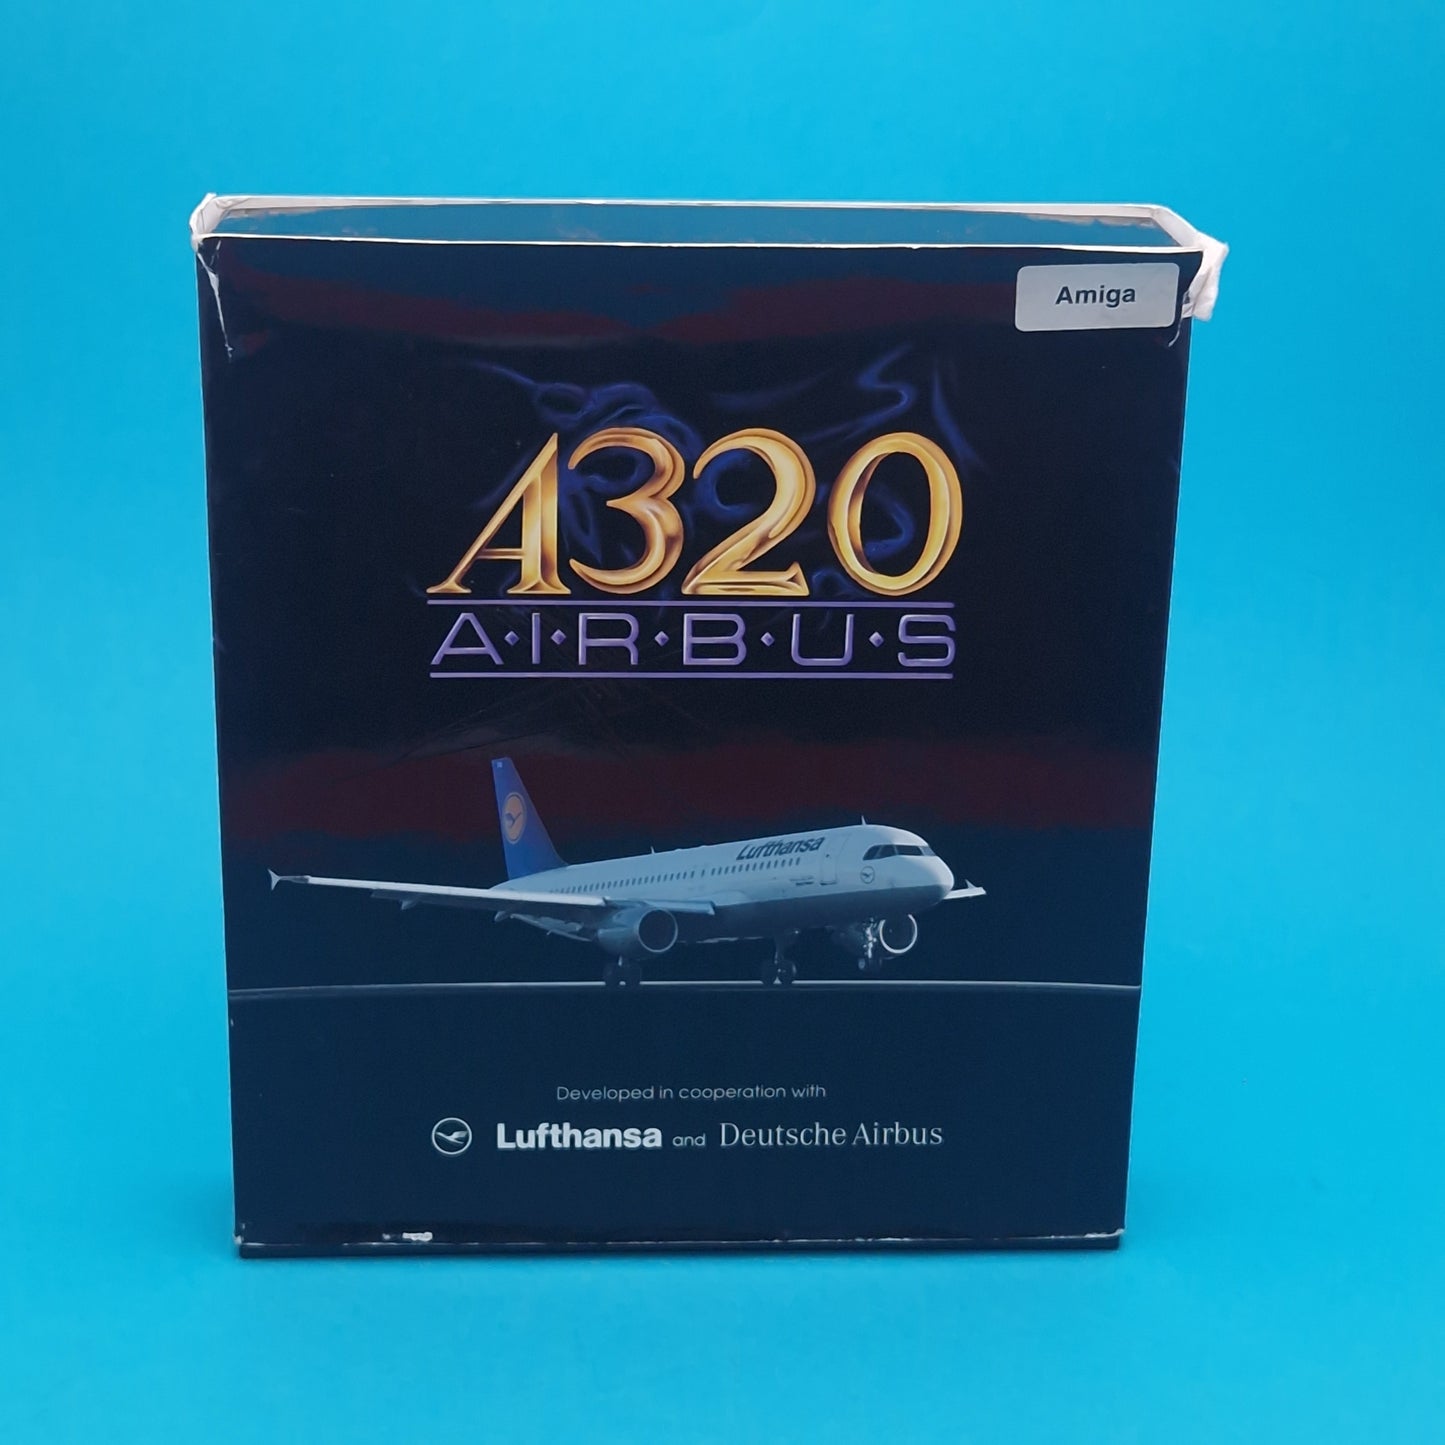 Amiga
A320
A·I·R·B·U·S
Lufthansa
Developed in cooperation with
Lufthansa and Deutsche Airbus